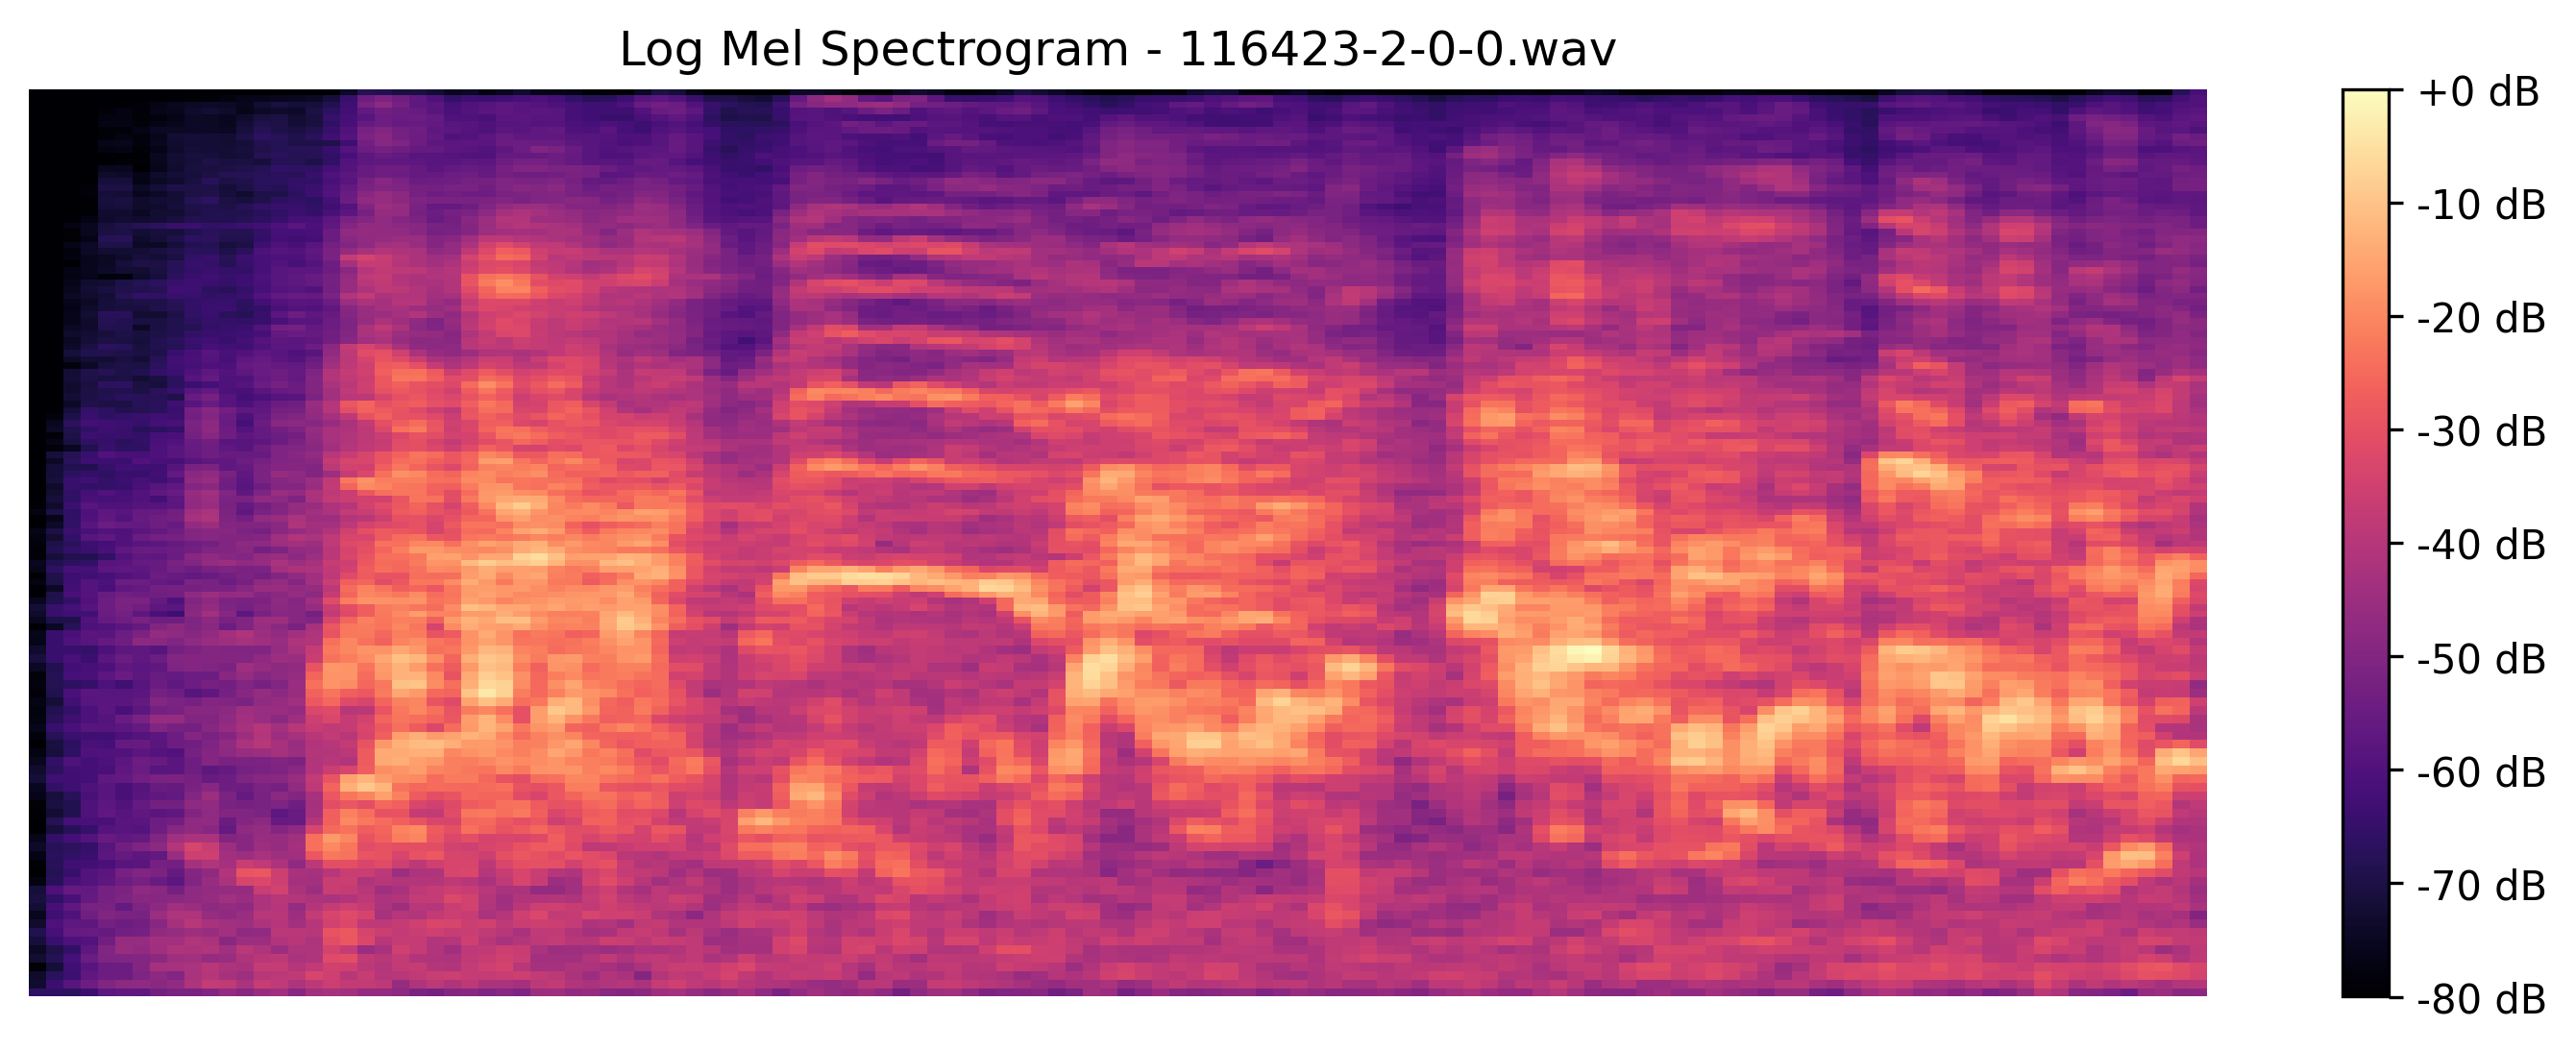 Log Mel Spectrogram - 116423-2-0-0.wav
+0 dB
-10 dB
-20 dB
-30 dB
-40 dB
-50 dB
-60 dB
-70 dB
-80 dB